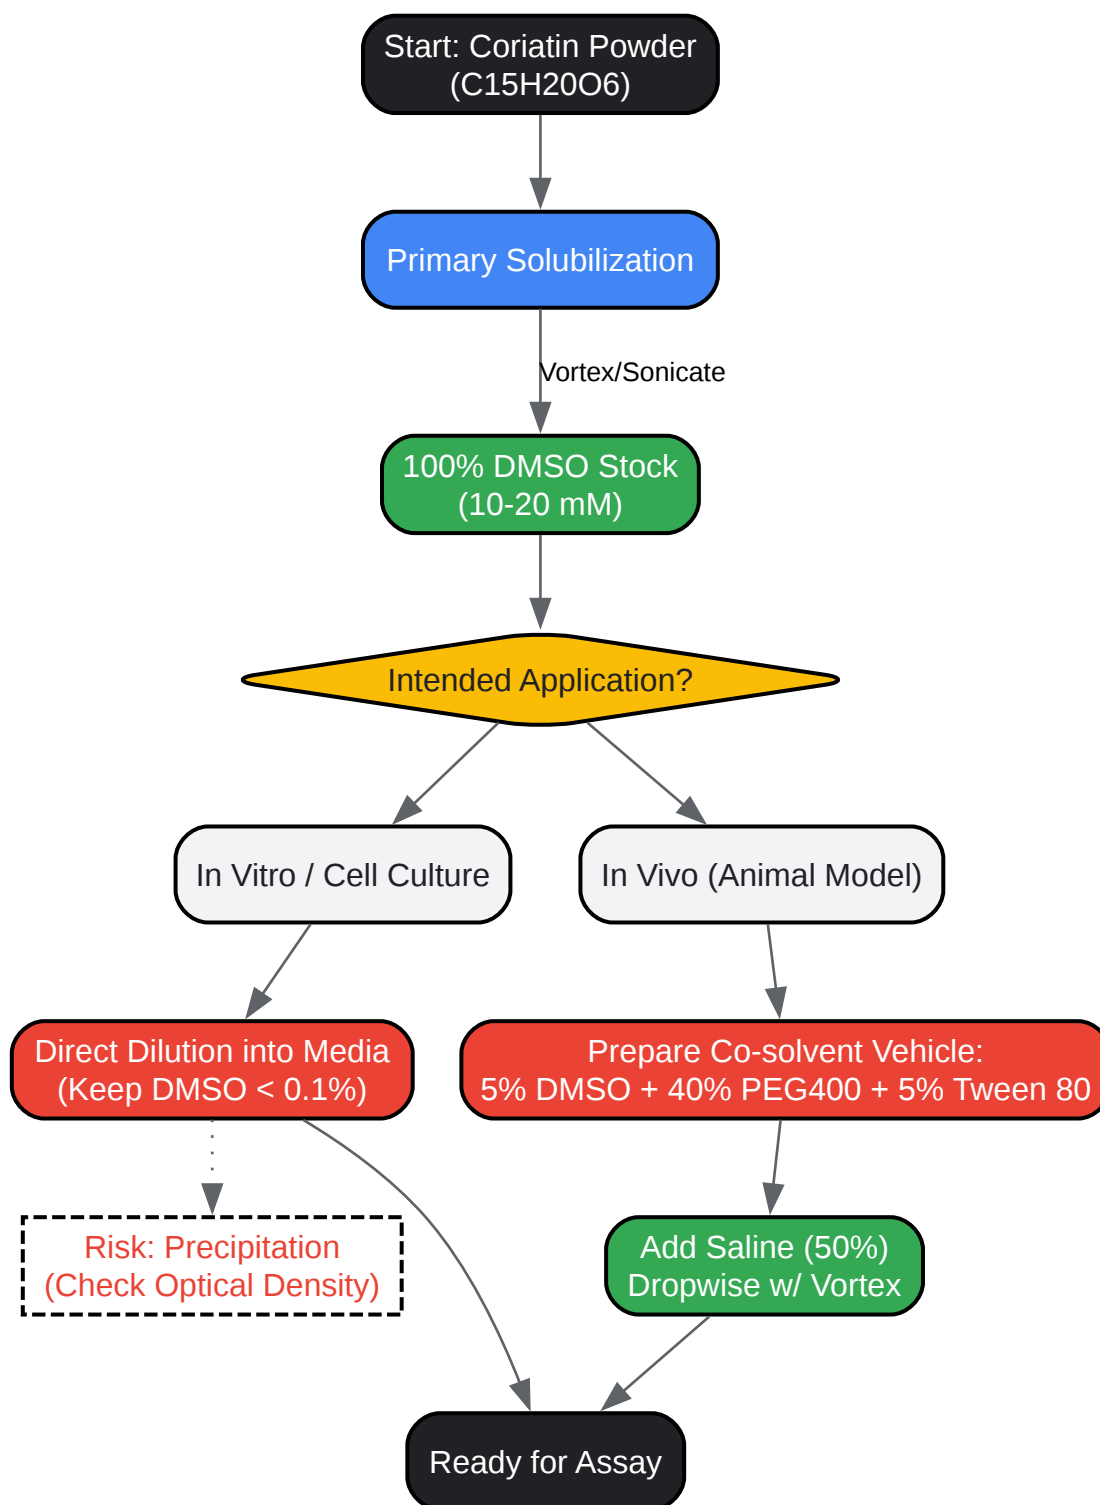 Start: Coriatin Powder
(C15H20O6)
Primary Solubilization
Vortex/Sonicate
100% DMSO Stock
(10-20 mM)
Intended Application?
In Vitro / Cell Culture
In Vivo (Animal Model)
Direct Dilution into Media
(Keep DMSO < 0.1%)
Prepare Co-solvent Vehicle:
5% DMSO + 40% PEG400 + 5% Tween 80
Risk: Precipitation
(Check Optical Density)
Add Saline (50%)
Dropwise w/ Vortex
Ready for Assay